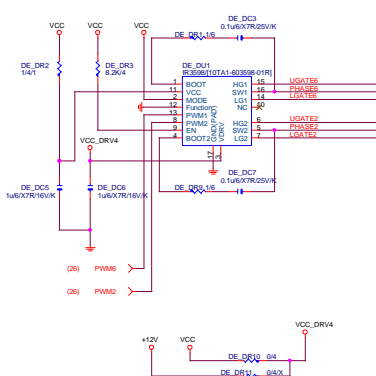 VCC VCC VCC
DE_DC3
0.1u/6/X7R/25V/K
DE_DR1 1/6
DE_DU1
IR3598/[10TA1-603598-01R]
DE_DR2
1/4/1
DE_DR3
8.2K/4
1 BOOT HG1 15 UGATE6
11 VCC SW1 16 PHASE6
2 MODE LG1 14 LGATE6
12 Function NC 10
13 PWM1
8 PWM2 HG2 6 UGATE2
9 EN SW2 5 PHASE2
4 BOOT2 LG2 7 LGATE2
GND(PAD) VDRV
17 3
VCC_DRV4
DE_DC5
1u/6/X7R/16V/K
DE_DC6
1u/6/X7R/16V/K
DE_DR9 1/6
DE_DC7
0.1u/6/X7R/25V/K
(26) PWM6
(26) PWM2
VCC_DRV4
+12V VCC
DE_DR10 0/4
DE_DR11 0/4/X